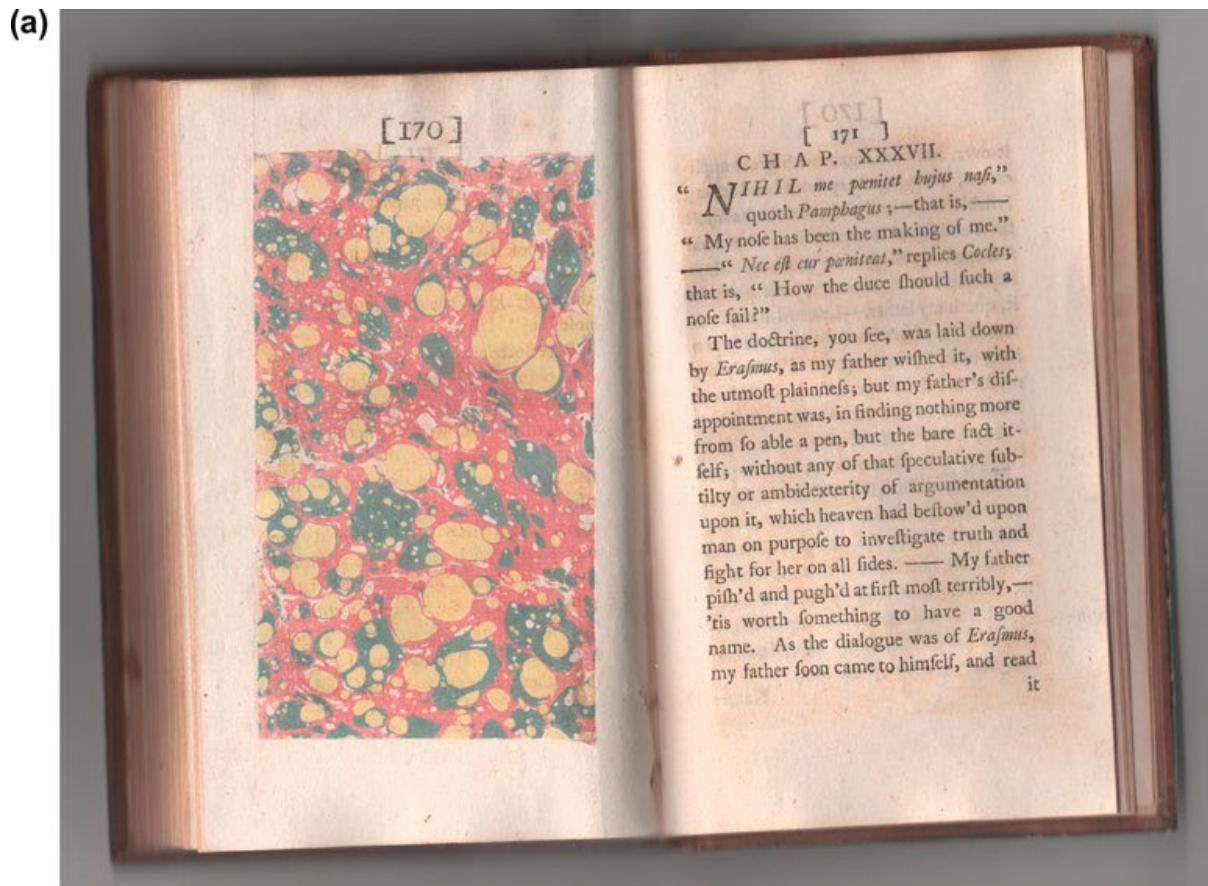 (a)
[170]
[ 171 ]
CHAP. XXXVII.
“ NIHIL me pœnitet hujus naſi,”
quoth Pamphagus ;—that is, ——
“ My noſe has been the making of me.”
——“ Nec eſt cur pœniteat,” replies Cocles;
that is, “ How the duce ſhould ſuch a
noſe fail?”
The doctrine, you ſee, was laid down
by Eraſmus, as my father wiſhed it, with
the utmoſt plainneſs; but my father's diſ-
appointment was, in finding nothing more
from ſo able a pen, but the bare fact it-
ſelf; without any of that ſpeculative ſub-
tilty or ambidexterity of argumentation
upon it, which heaven had beſtow'd upon
man on purpoſe to inveſtigate truth and
fight for her on all ſides. —— My father
piſh'd and pugh'd at firſt moſt terribly,—
'tis worth ſomething to have a good
name. As the dialogue was of Eraſmus,
my father ſoon came to himſelf, and read
it